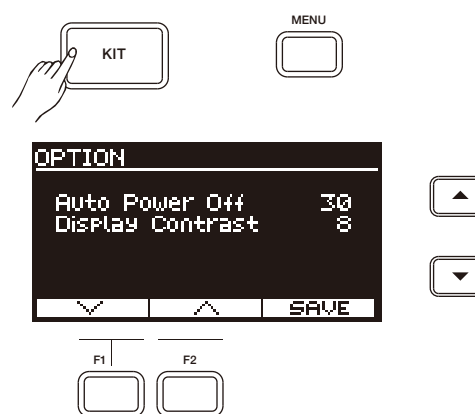 KIT
MENU
OPTION
Auto Power Off 30
Display Contrast 8
SAVE
F1 F2